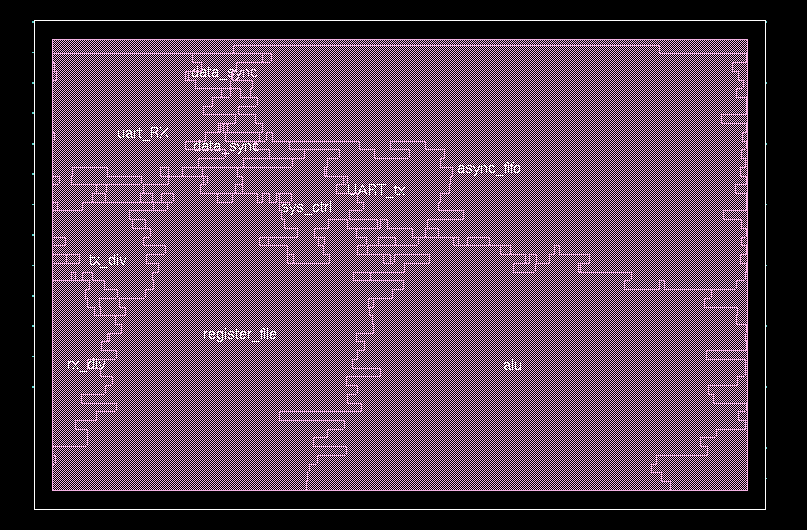 data_sync
uart_RX
data_sync
async_fifo
UART_tx
sys_ctrl
tx_div
register_file
rx_div
alu